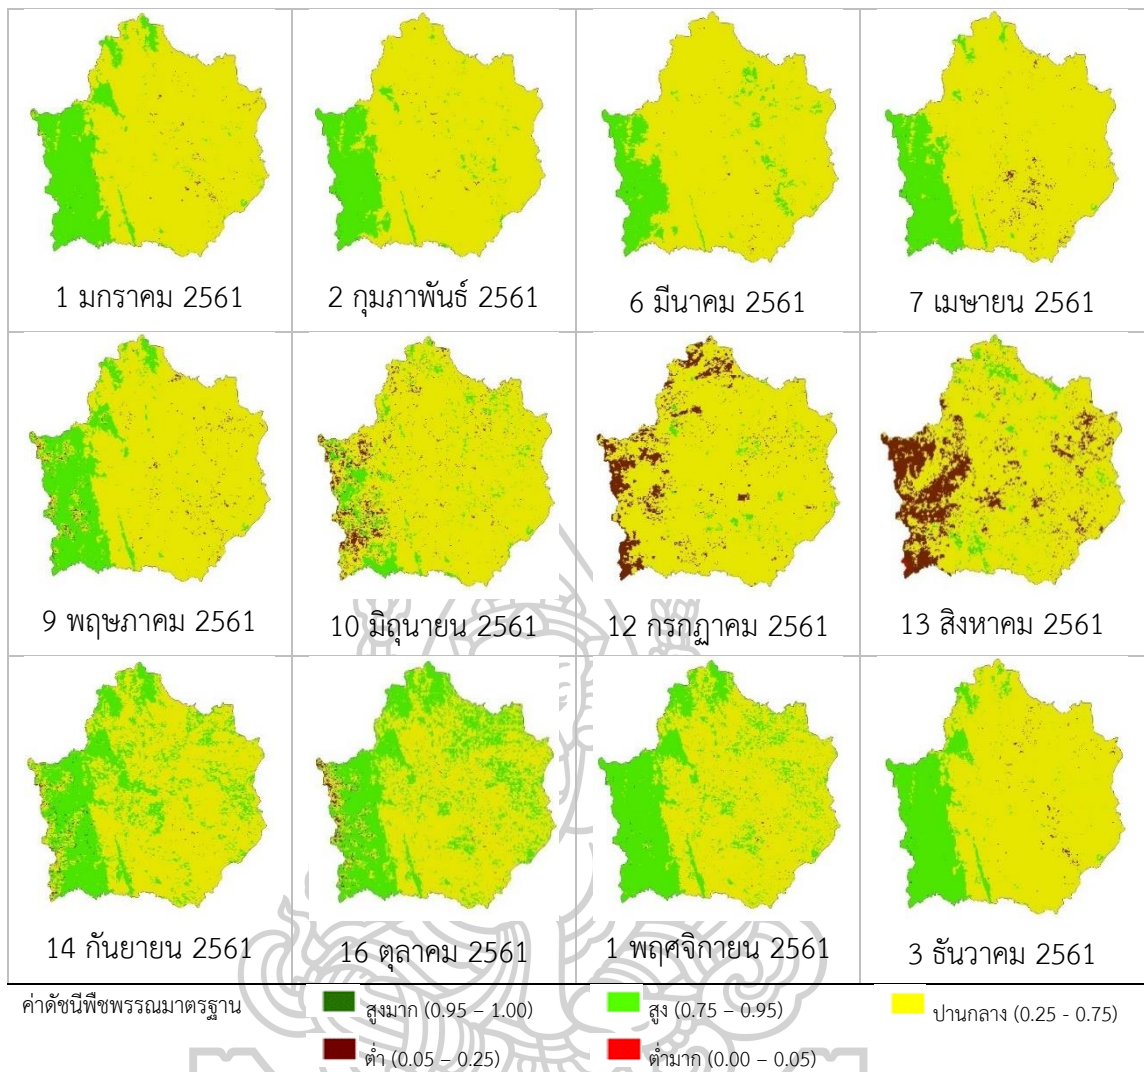 1 มกราคม 2561
2 กุมภาพันธ์ 2561
6 มีนาคม 2561
7 เมษายน 2561
9 พฤษภาคม 2561
10 มิถุนายน 2561
12 กรกฏาคม 2561
13 สิงหาคม 2561
14 กันยายน 2561
16 ตุลาคม 2561
1 พฤศจิกายน 2561
3 ธันวาคม 2561
ค่าดัชนีพืชพรรณมาตรฐาน
สูงมาก (0.95 – 1.00)
สูง (0.75 – 0.95)
ปานกลาง (0.25 - 0.75)
ต่ำ (0.05 – 0.25)
ต่ำมาก (0.00 – 0.05)